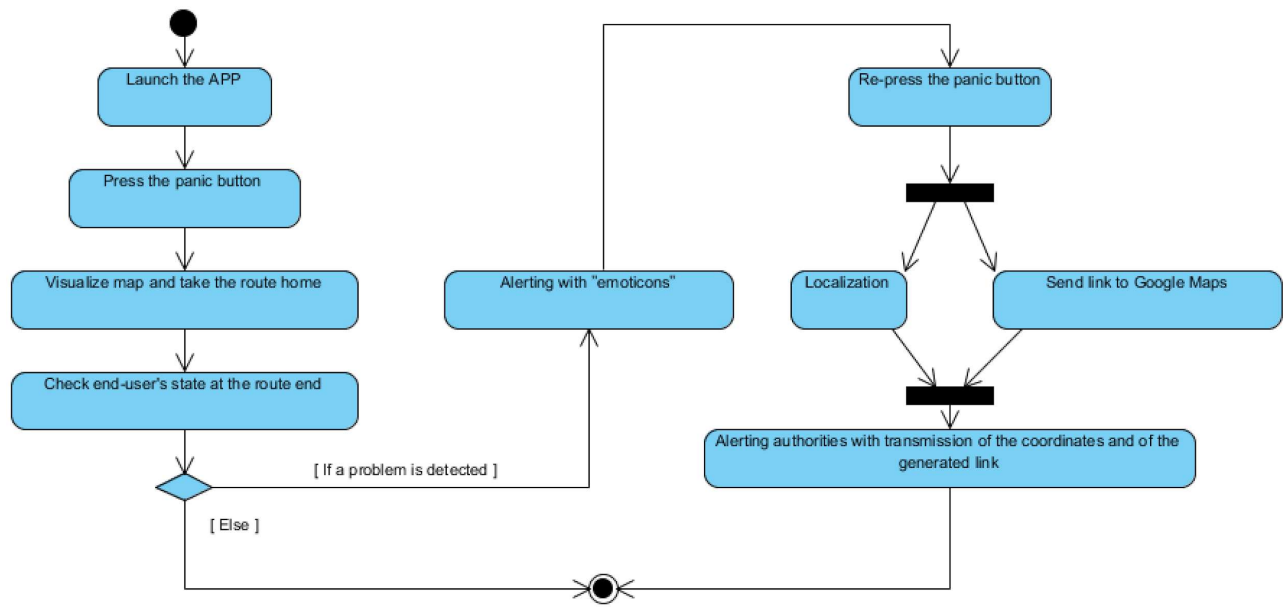 Launch the APP
Press the panic button
Visualize map and take the route home
Check end-user's state at the route end
[ If a problem is detected ]
[ Else ]
Alerting with "emoticons"
Re-press the panic button
Localization
Send link to Google Maps
Alerting authorities with transmission of the coordinates and of the
generated link